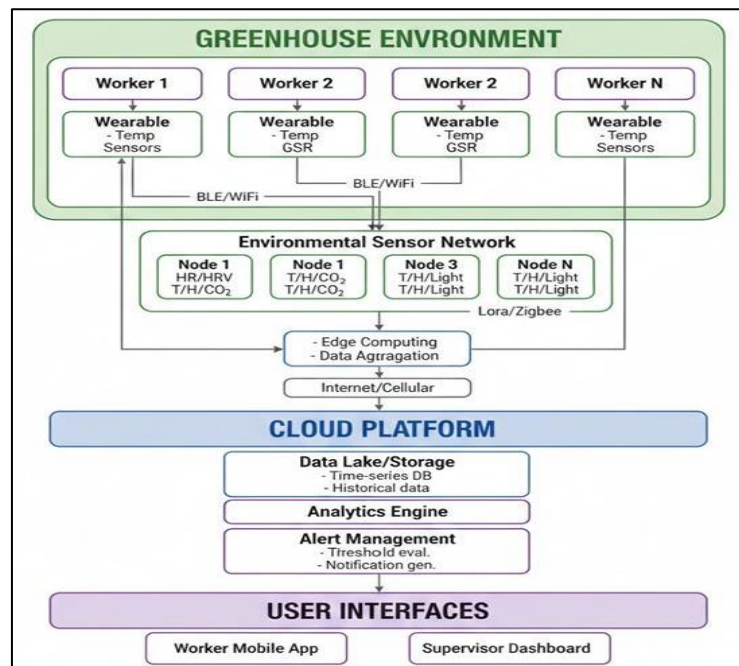 GREENHOUSE ENVIRONMENT
Worker 1
Worker 2
Worker 2
Worker N
Wearable
- Temp
Sensors
Wearable
- Temp
GSR
Wearable
- Temp
GSR
Wearable
- Temp
Sensors
BLE/WiFi
BLE/WiFi
Environmental Sensor Network
Node 1
HR/HRV
T/H/CO₂
Node 1
T/H/CO₂
T/H/CO₂
Node 3
T/H/Light
T/H/Light
Node N
T/H/Light
T/H/Light
Lora/Zigbee
- Edge Computing
- Data Agtragation
Internet/Cellular
CLOUD PLATFORM
Data Lake/Storage
- Time-series DB
- Historical data
Analytics Engine
Alert Management
- Threshold eval.
- Notification gen.
USER INTERFACES
Worker Mobile App
Supervisor Dashboard